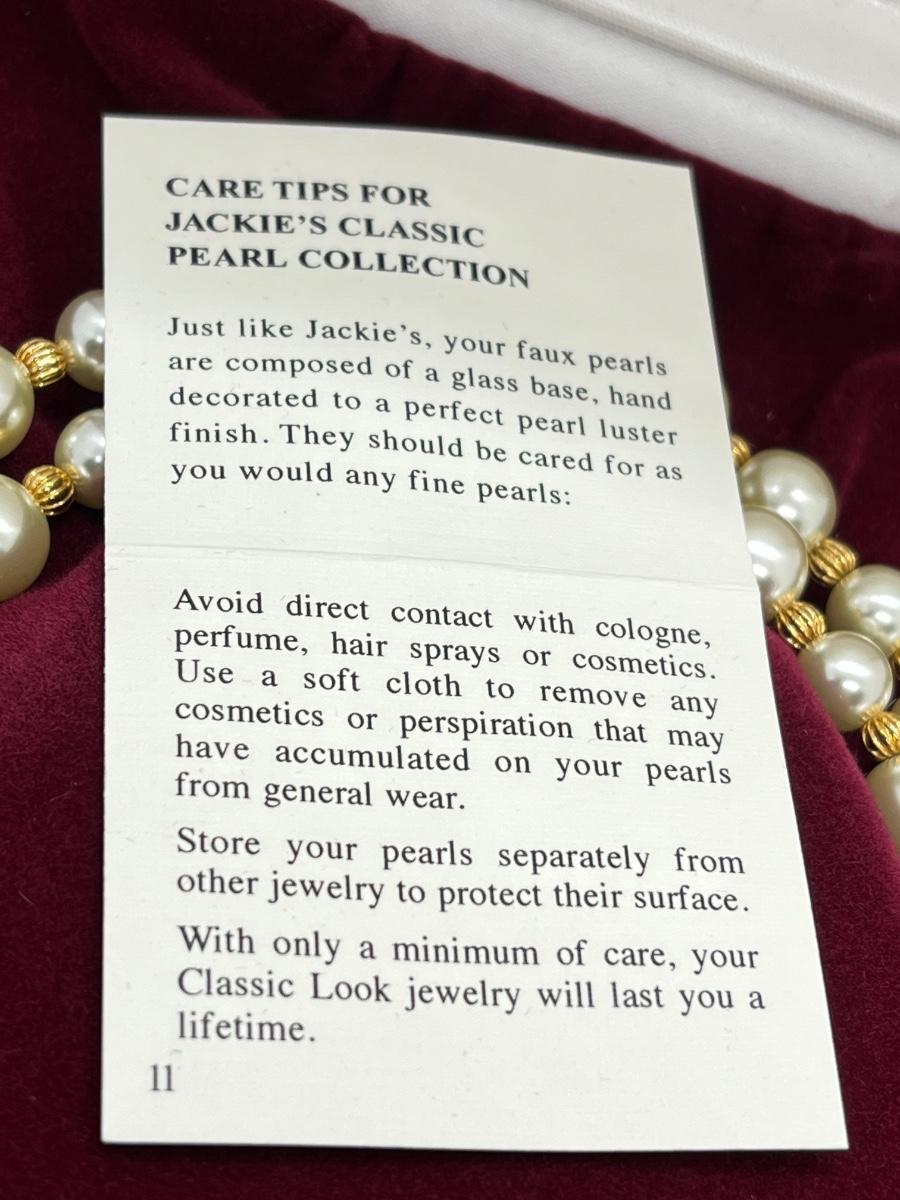 CARE TIPS FOR
JACKIE'S CLASSIC
PEARL COLLECTION
Just like Jackie's, your faux pearls
are composed of a glass base, hand
decorated to a perfect pearl luster
finish. They should be cared for as
you would any fine pearls:
Avoid direct contact with cologne,
perfume, hair sprays or cosmetics.
Use a soft cloth to remove any
cosmetics or perspiration that may
have accumulated on your pearls
from general wear.
Store your pearls separately from
other jewelry to protect their surface.
With only a minimum of care, your
Classic Look jewelry will last you a
lifetime.
11